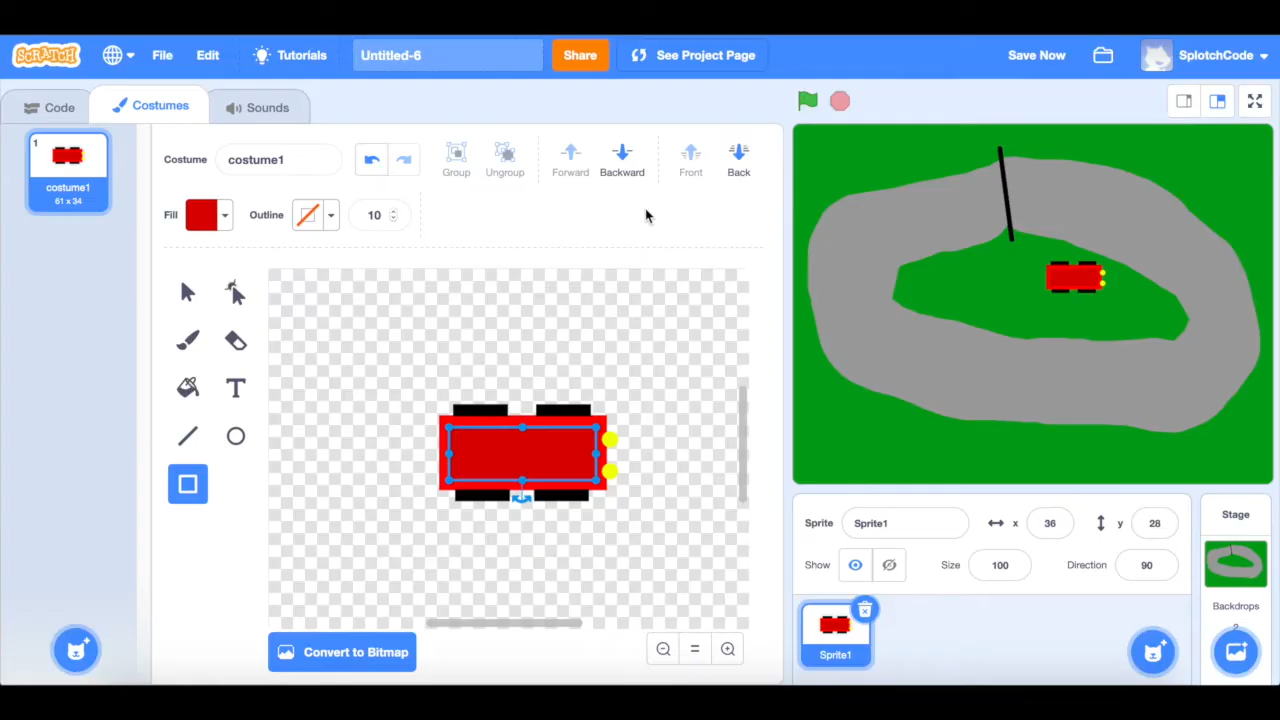 SCRATCH
File
Edit
Tutorials
Untitled-6
Share
See Project Page
Save Now
SplotchCode
Code
Costumes
Sounds
1
costume1
61 x 34
Costume
costume1
Group
Ungroup
Forward
Backward
Front
Back
Fill
Outline
10
T
Convert to Bitmap
Sprite
Sprite1
x
36
y
28
Show
Size
100
Direction
90
Sprite1
Stage
Backdrops
2